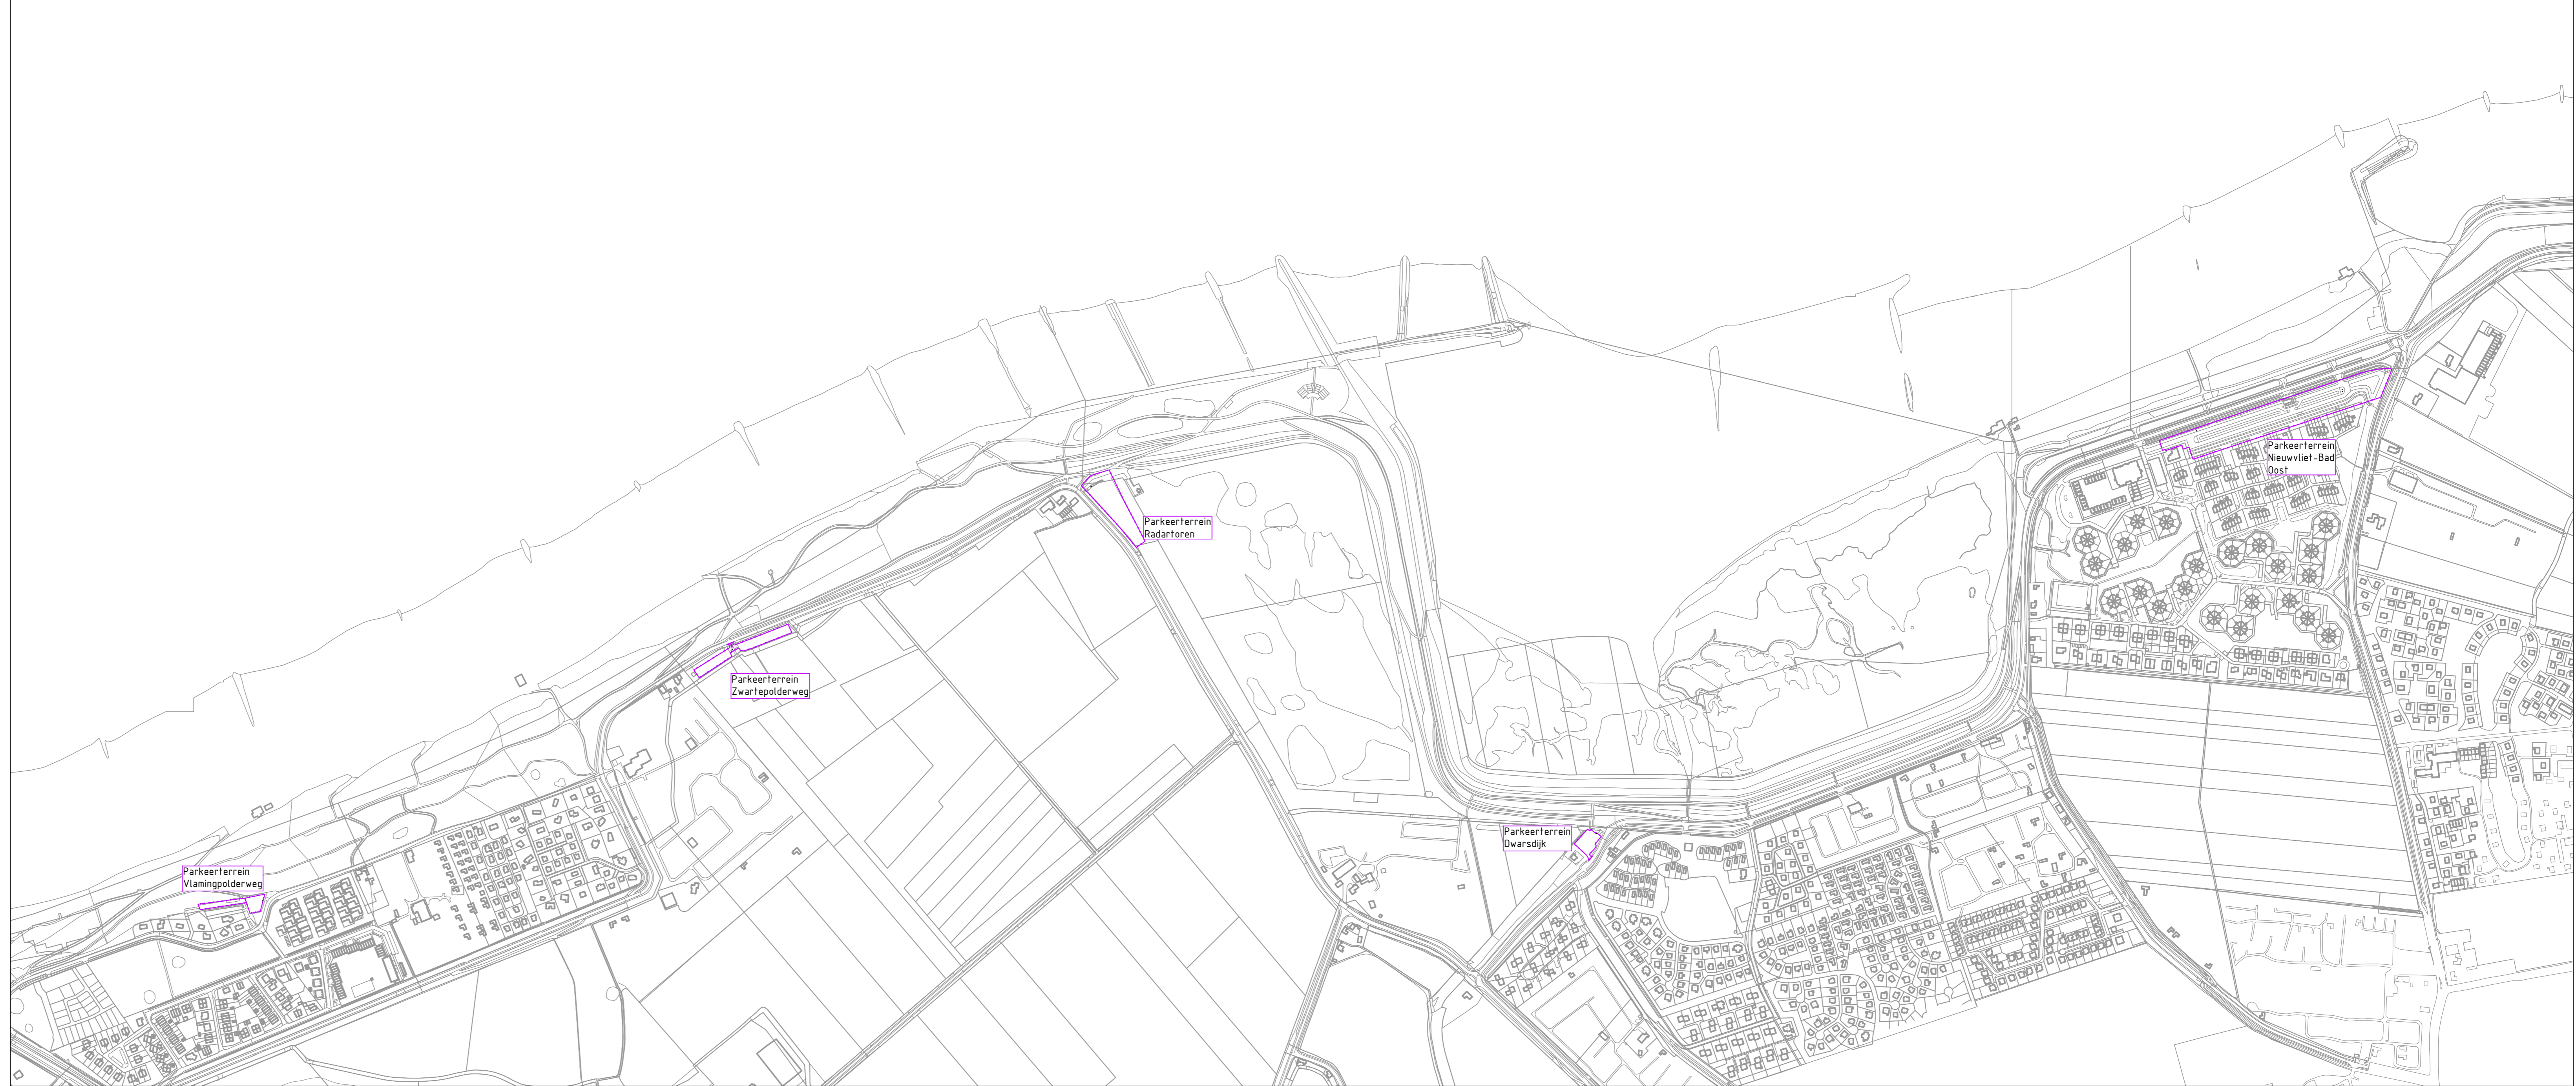 Parkeerterrein
Vlamingpolderweg
Parkeerterrein
Zwartepolderweg
Parkeerterrein
Radartoren
Parkeerterrein
Dwarsdijk
Parkeerterrein
Nieuwvliet-Bad
Oost